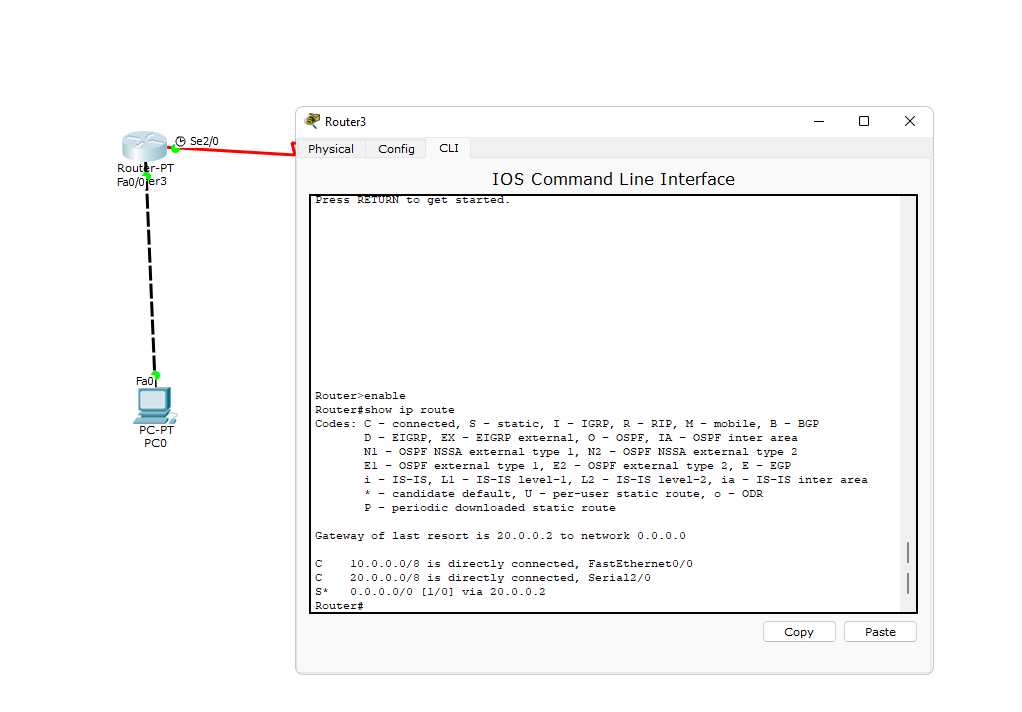 Se2/0
Router-PT
Fa0/0er3
Fa0
PC-PT
PC0
Router3
Physical Config CLI
IOS Command Line Interface
Press RETURN to get started.
Router>enable
Router#show ip route
Codes: C - connected, S - static, I - IGRP, R - RIP, M - mobile, B - BGP
D - EIGRP, EX - EIGRP external, O - OSPF, IA - OSPF inter area
N1 - OSPF NSSA external type 1, N2 - OSPF NSSA external type 2
E1 - OSPF external type 1, E2 - OSPF external type 2, E - EGP
i - IS-IS, L1 - IS-IS level-1, L2 - IS-IS level-2, ia - IS-IS inter area
* - candidate default, U - per-user static route, o - ODR
P - periodic downloaded static route
Gateway of last resort is 20.0.0.2 to network 0.0.0.0
C 10.0.0.0/8 is directly connected, FastEthernet0/0
C 20.0.0.0/8 is directly connected, Serial2/0
S* 0.0.0.0/0 [1/0] via 20.0.0.2
Router#
Copy Paste